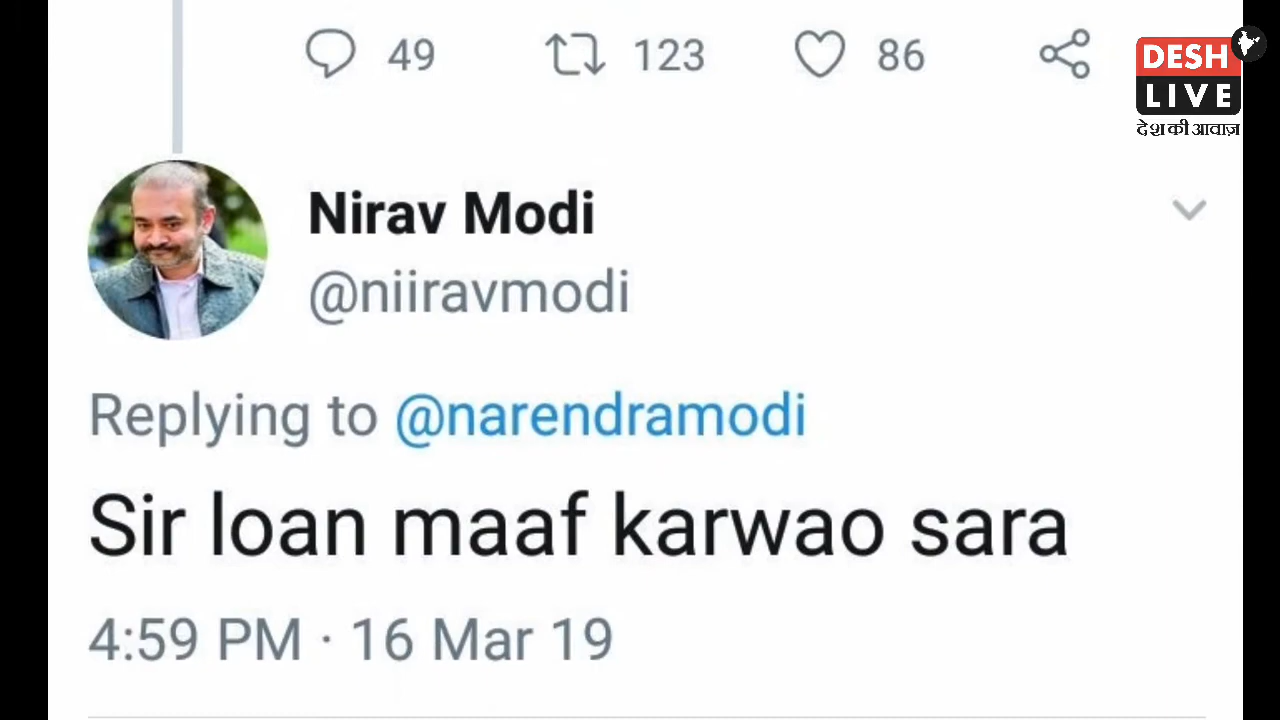 49 123 86
DESH
LIVE
देश की आवाज़
Nirav Modi
@niiravmodi
Replying to @narendramodi
Sir loan maaf karwao sara
4:59 PM · 16 Mar 19